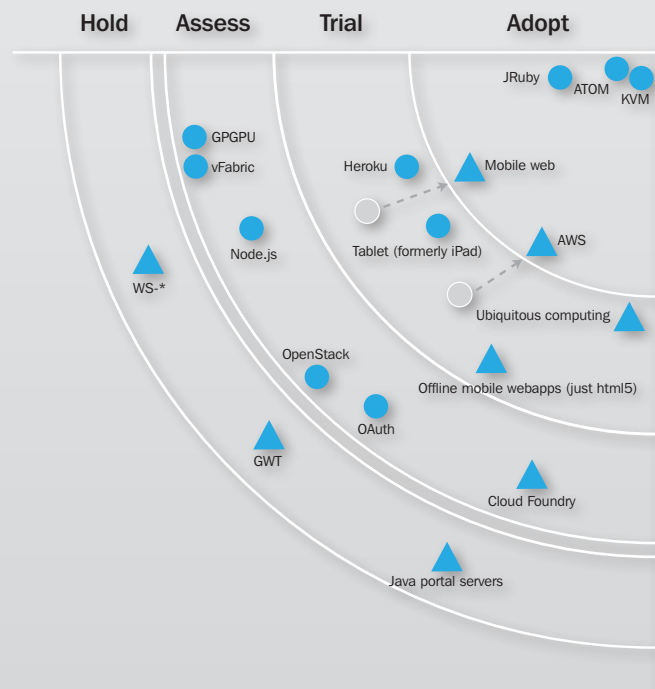 Hold
Assess
Trial
Adopt
JRuby
ATOM
KVM
GPGPU
vFabric
Heroku
Mobile web
Node.js
Tablet (formerly iPad)
AWS
WS-*
Ubiquitous computing
OpenStack
Offline mobile webapps (just html5)
OAuth
GWT
Cloud Foundry
Java portal servers